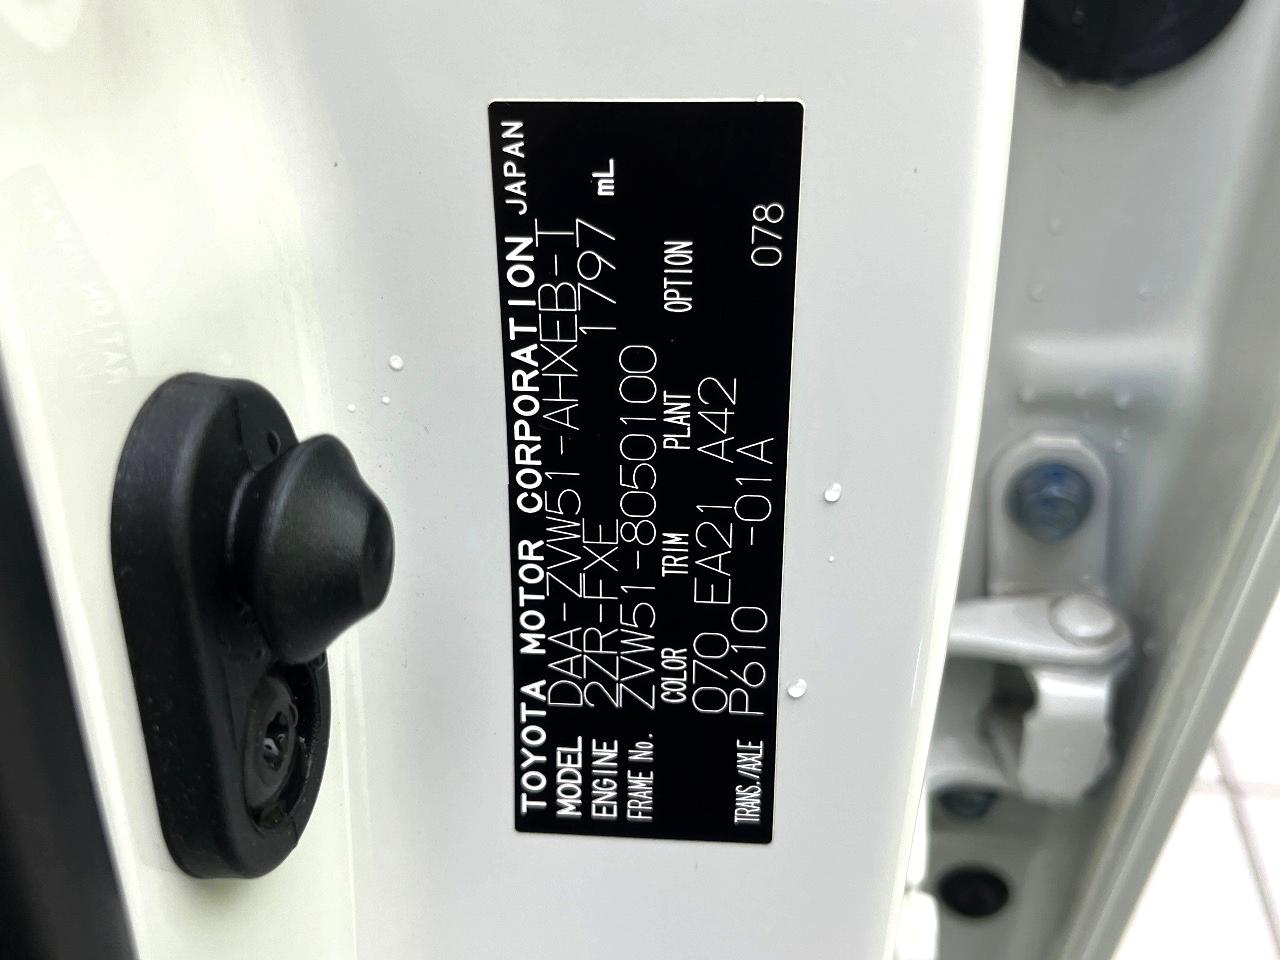 TOYOTA MOTOR CORPORATION JAPAN
MODEL DAA-ZVW51-AHXEB-T
ENGINE 2ZR-FXE 1797 mL
FRAME No. ZVW51-8050100
COLOR TRIM PLANT OPTION
070 EA21 A42
TRANS./AXLE P610 -01A 078